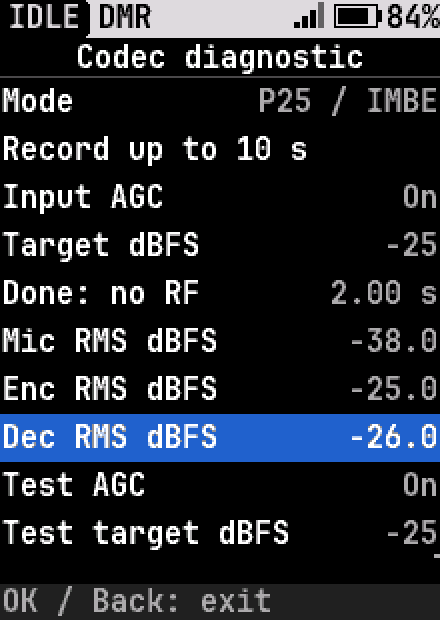 IDLE DMR 84%
Codec diagnostic
Mode P25 / IMBE
Record up to 10 s
Input AGC On
Target dBFS -25
Done: no RF 2.00 s
Mic RMS dBFS -38.0
Enc RMS dBFS -25.0
Dec RMS dBFS -26.0
Test AGC On
Test target dBFS -25
OK / Back: exit